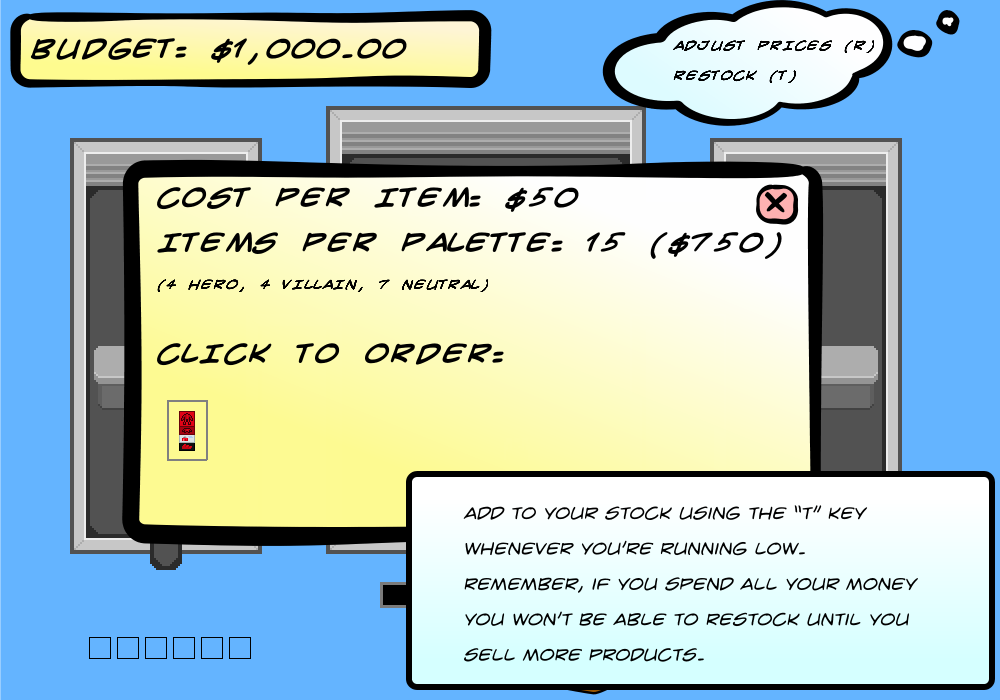 BUDGET: $1,000.00
ADJUST PRICES (R)
RESTOCK (T)
COST PER ITEM: $50
ITEMS PER PALETTE: 15 ($750)
(4 HERO, 4 VILLAIN, 7 NEUTRAL)
CLICK TO ORDER:
ADD TO YOUR STOCK USING THE "T" KEY
WHENEVER YOU'RE RUNNING LOW.
REMEMBER, IF YOU SPEND ALL YOUR MONEY
YOU WON'T BE ABLE TO RESTOCK UNTIL YOU
SELL MORE PRODUCTS.